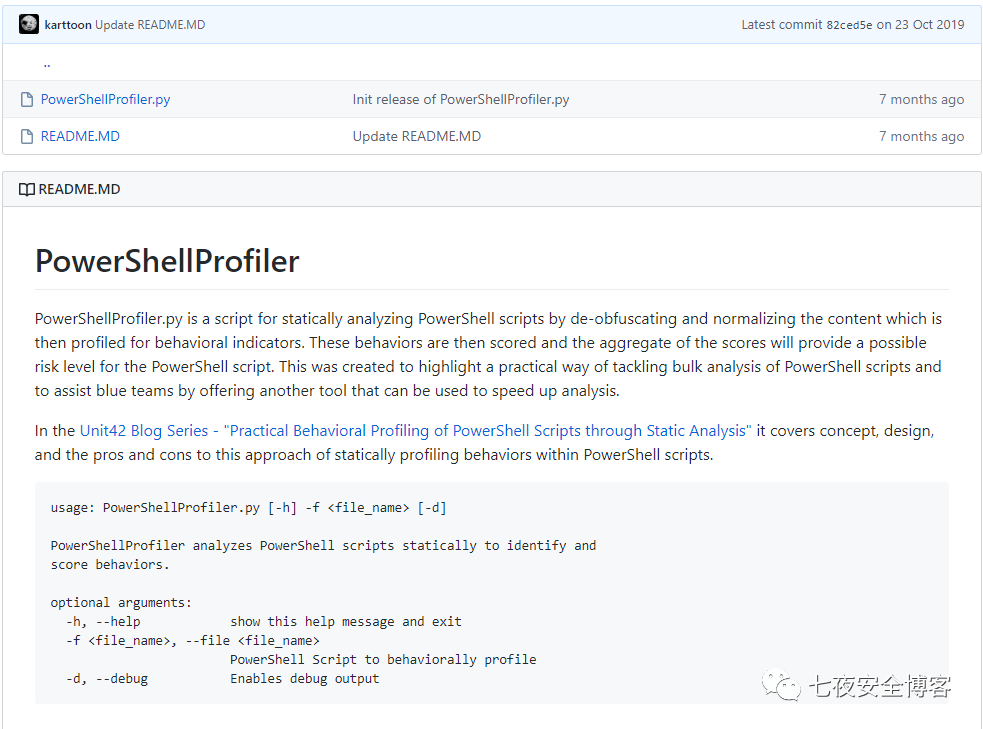 karttoon Update README.MD Latest commit 82ced5e on 23 Oct 2019
..
PowerShellProfiler.py Init release of PowerShellProfiler.py 7 months ago
README.MD Update README.MD 7 months ago
README.MD
PowerShellProfiler
PowerShellProfiler.py is a script for statically analyzing PowerShell scripts by de-obfuscating and normalizing the content which is
then profiled for behavioral indicators. These behaviors are then scored and the aggregate of the scores will provide a possible
risk level for the PowerShell script. This was created to highlight a practical way of tackling bulk analysis of PowerShell scripts and
to assist blue teams by offering another tool that can be used to speed up analysis.
In the Unit42 Blog Series - "Practical Behavioral Profiling of PowerShell Scripts through Static Analysis" it covers concept, design,
and the pros and cons to this approach of statically profiling behaviors within PowerShell scripts.
usage: PowerShellProfiler.py [-h] -f <file_name> [-d]
PowerShellProfiler analyzes PowerShell scripts statically to identify and
score behaviors.
optional arguments:
-h, --help show this help message and exit
-f <file_name>, --file <file_name>
PowerShell Script to behaviorally profile
-d, --debug Enables debug output
七夜安全博客